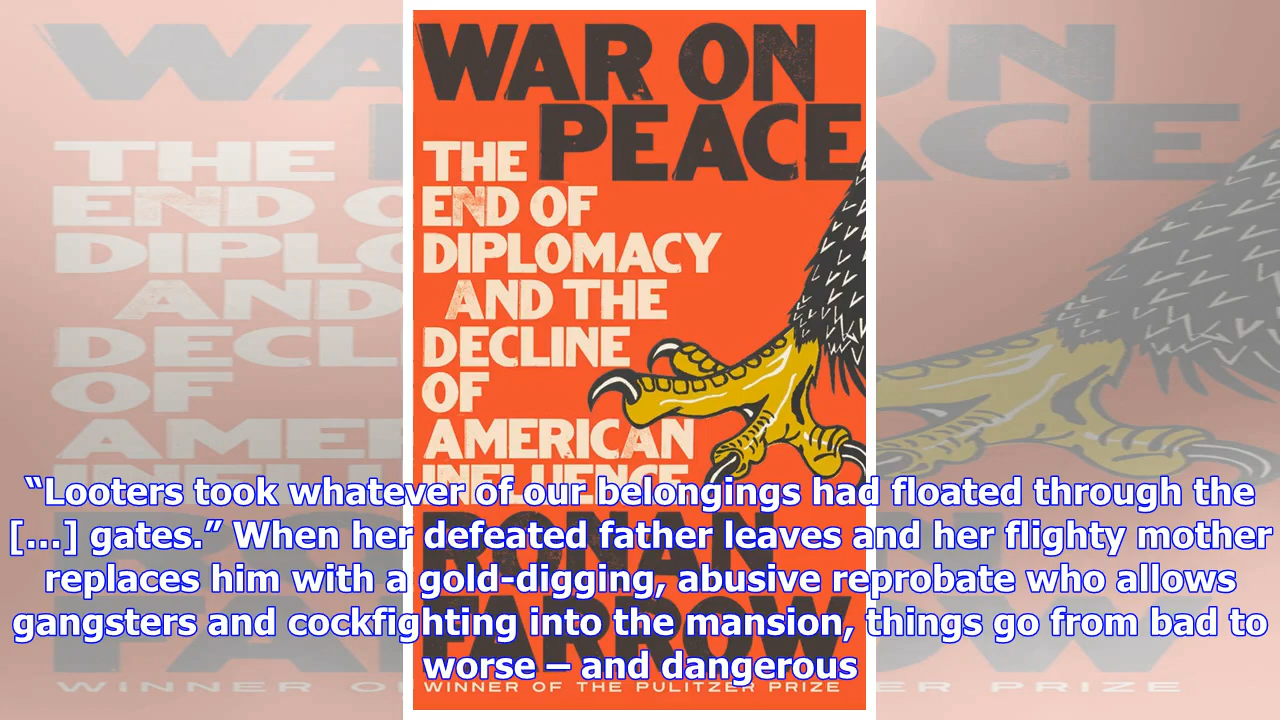 WAR ON
PEACE
THE
END OF
DIPLOMACY
AND THE
DECLINE
OF
AMERICAN
INFLUENCE
“Looters took whatever of our belongings had floated through the
[...] gates.” When her defeated father leaves and her flighty mother
replaces him with a gold-digging, abusive reprobate who allows
gangsters and cockfighting into the mansion, things go from bad to
worse – and dangerous
RONAN
FARROW
WINNER OF THE PULITZER PRIZE